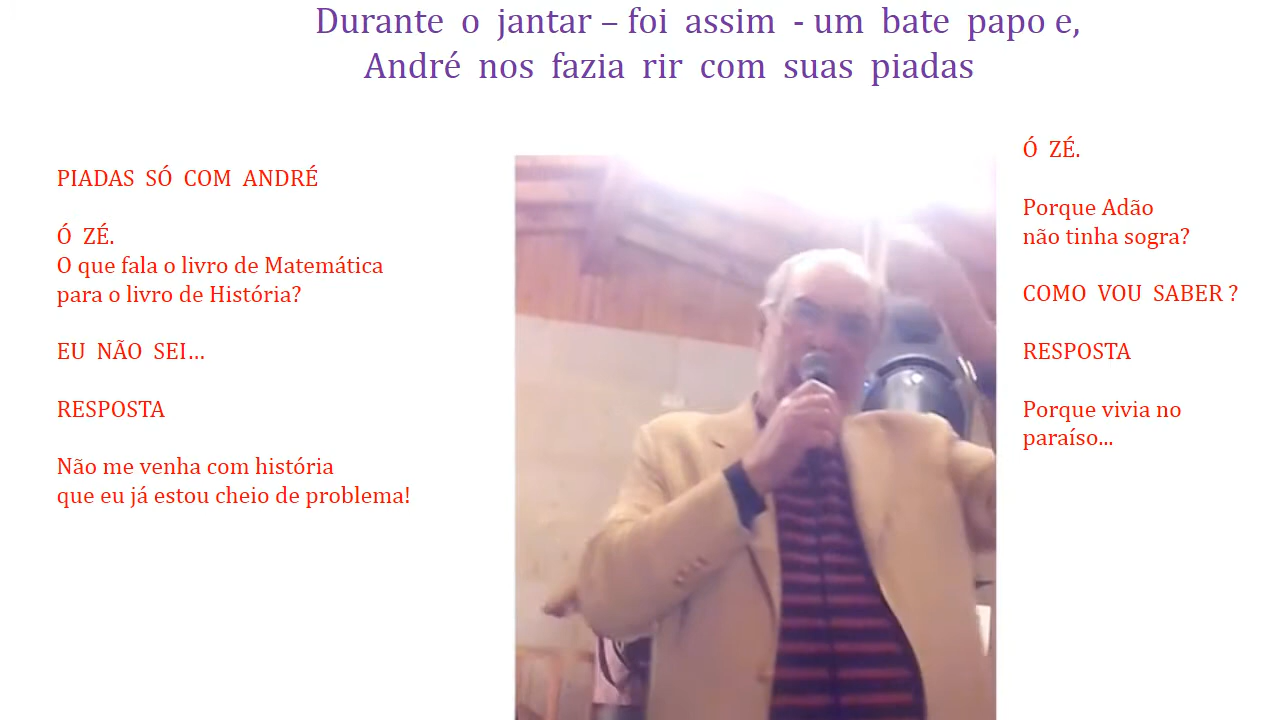 Durante o jantar – foi assim - um bate papo e,
André nos fazia rir com suas piadas
PIADAS SÓ COM ANDRÉ
Ó ZÉ.
O que fala o livro de Matemática
para o livro de História?
EU NÃO SEI...
RESPOSTA
Não me venha com história
que eu já estou cheio de problema!
Ó ZÉ.
Porque Adão
não tinha sogra?
COMO VOU SABER ?
RESPOSTA
Porque vivia no
paraíso...